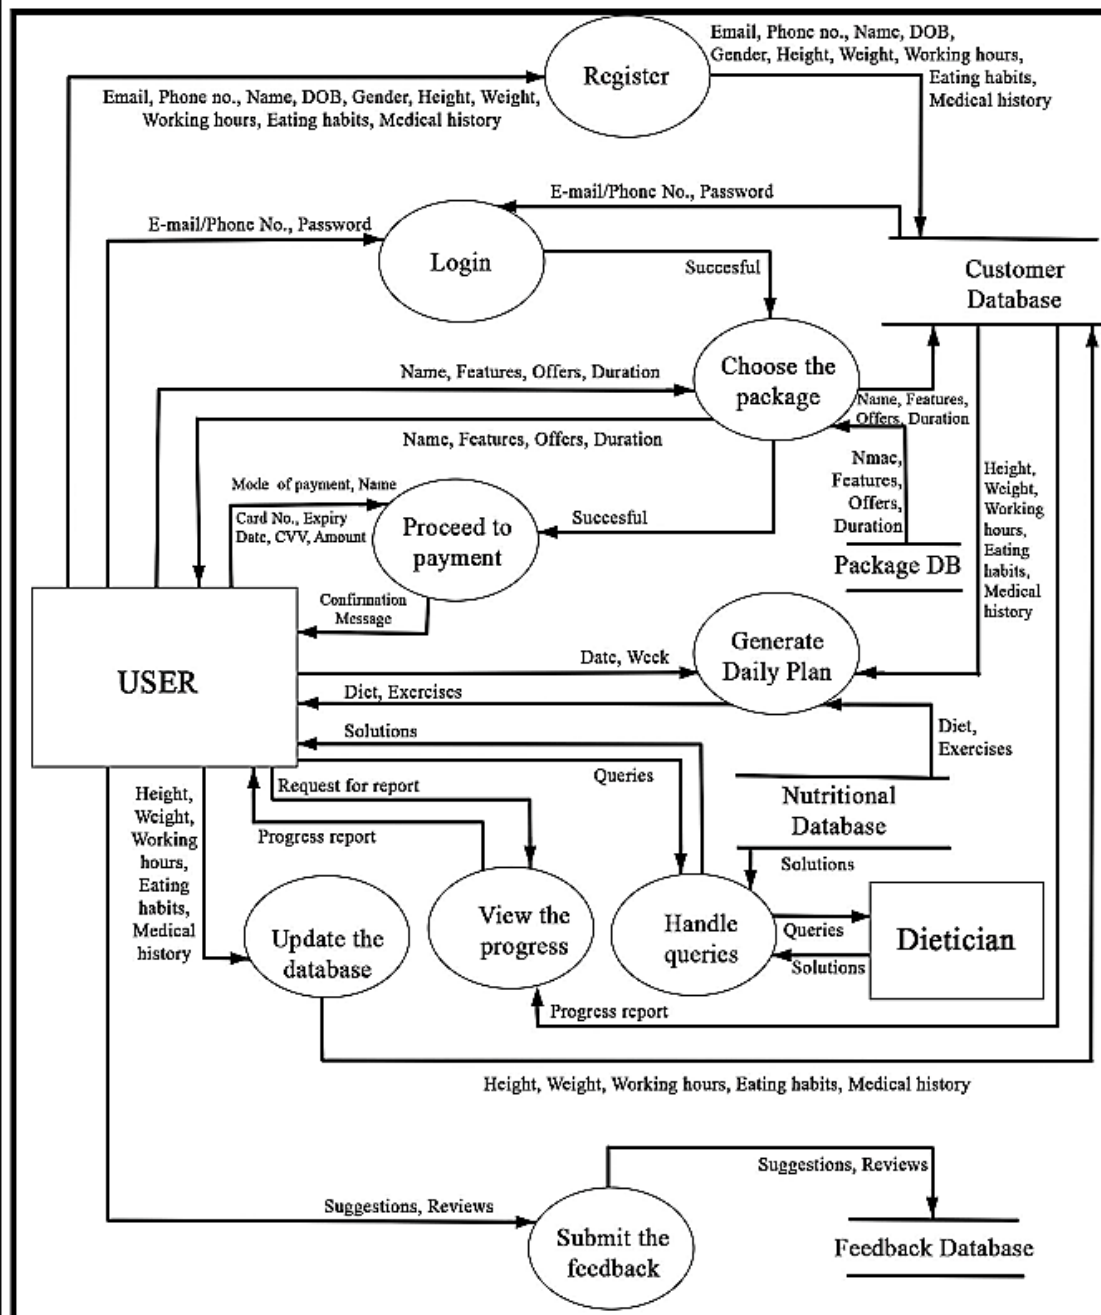 Register
Email, Phone no., Name, DOB,
Gender, Height, Weight, Working hours,
Eating habits,
Medical history
Email, Phone no., Name, DOB, Gender, Height, Weight,
Working hours, Eating habits, Medical history
E-mail/Phone No., Password
E-mail/Phone No., Password
Login
Succesful
Customer
Database
Choose the
package
Name, Features, Offers, Duration
Name, Features,
Offers, Duration
Name, Features, Offers, Duration
Nmae,
Features,
Offers,
Duration
Package DB
Height,
Weight,
Working
hours,
Eating
habits,
Medical
history
Mode of payment, Name
Card No., Expiry
Date, CVV, Amount
Proceed to
payment
Succesful
Confirmation
Message
USER
Date, Week
Generate
Daily Plan
Diet, Exercises
Diet,
Exercises
Solutions
Queries
Nutritional
Database
Request for report
Progress report
Solutions
Height,
Weight,
Working
hours,
Eating
habits,
Medical
history
Update the
database
View the
progress
Handle
queries
Queries
Solutions
Dietician
Progress report
Height, Weight, Working hours, Eating habits, Medical history
Suggestions, Reviews
Suggestions, Reviews
Submit the
feedback
Feedback Database